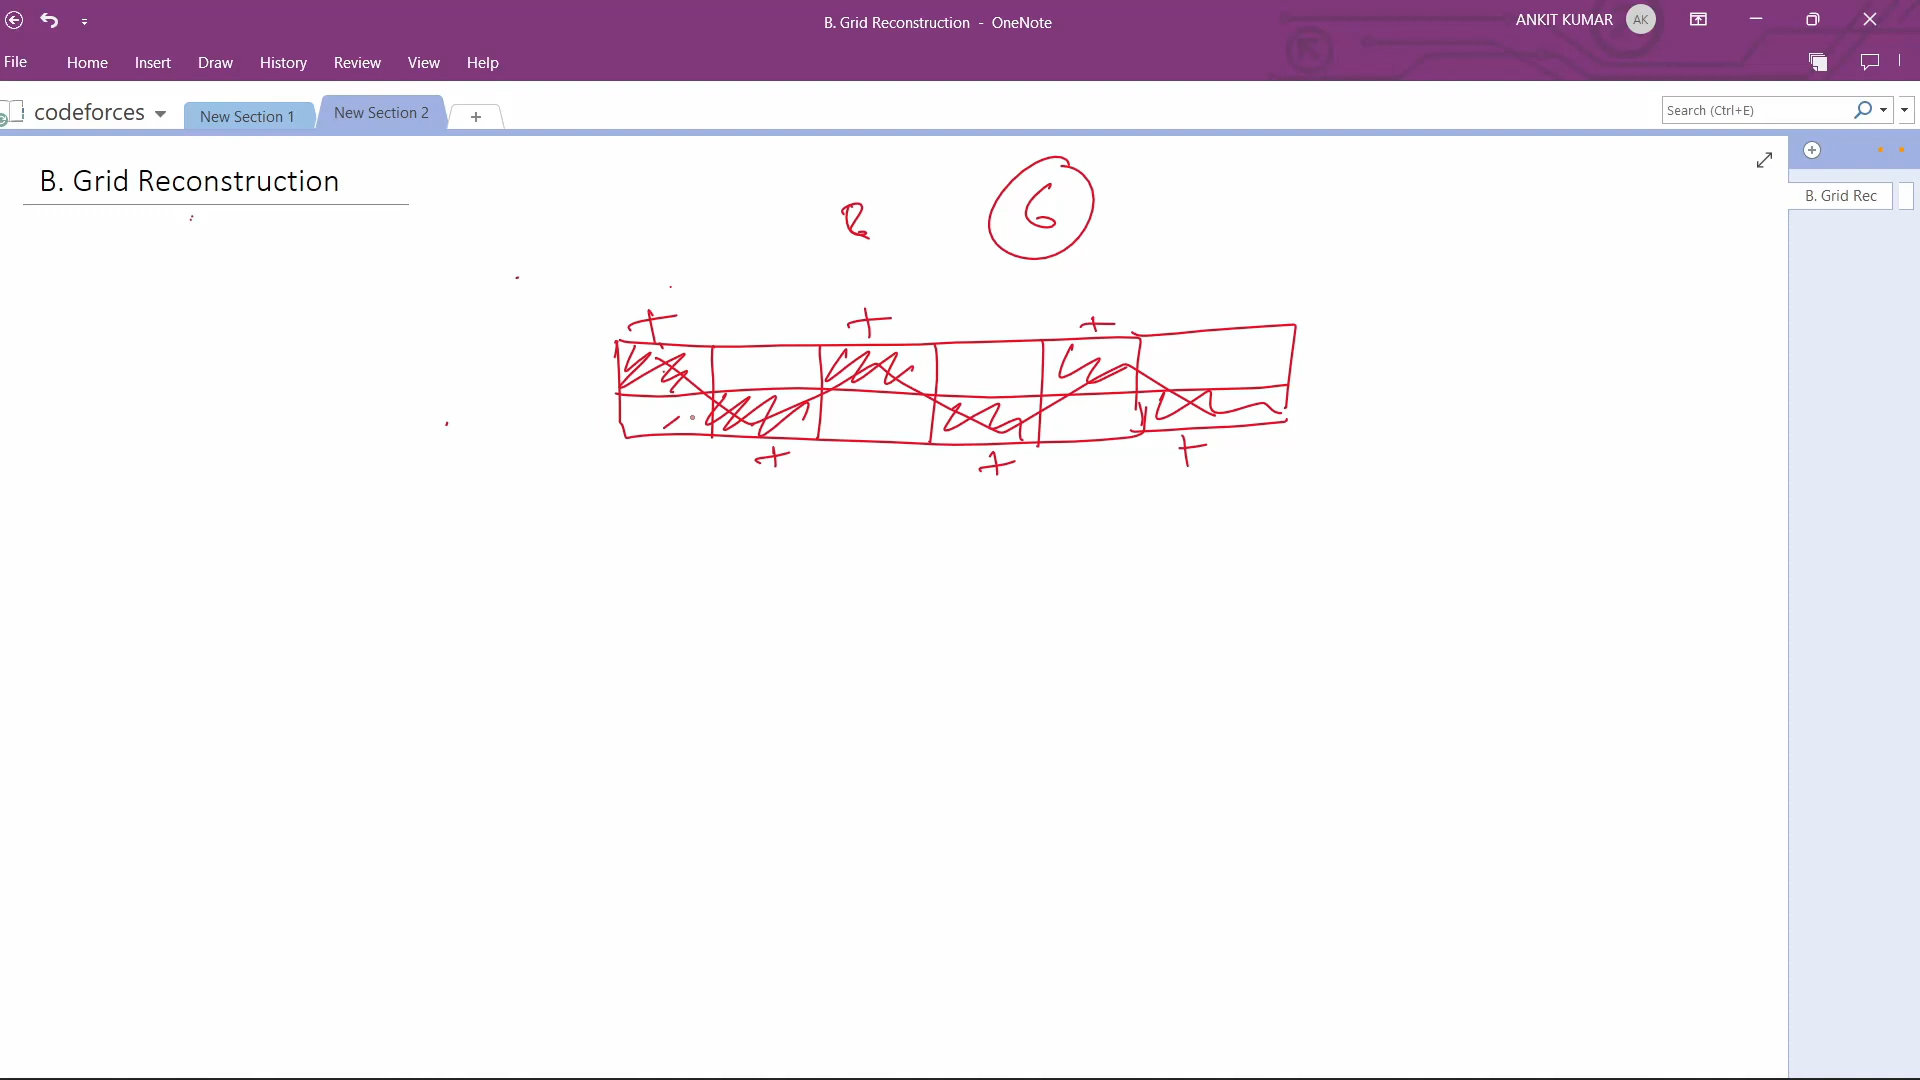 B. Grid Reconstruction - OneNote
ANKIT KUMAR AK
File Home Insert Draw History Review View Help
codeforces New Section 1 New Section 2 +
Search (Ctrl+E)
B. Grid Reconstruction
B. Grid Rec
6
+ + +
+ + +